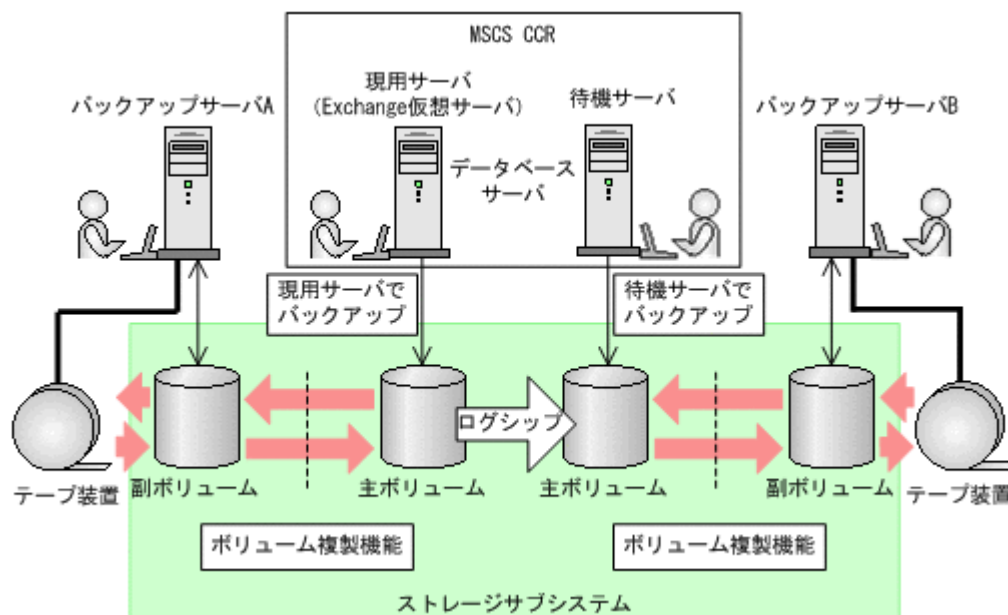 MSCS CCR
バックアップサーバA
現用サーバ
(Exchange仮想サーバ)
待機サーバ
バックアップサーバB
データベース
サーバ
現用サーバで
バックアップ
待機サーバで
バックアップ
ログシップ
テープ装置
副ボリューム
主ボリューム
主ボリューム
副ボリューム
テープ装置
ボリューム複製機能
ボリューム複製機能
ストレージサブシステム